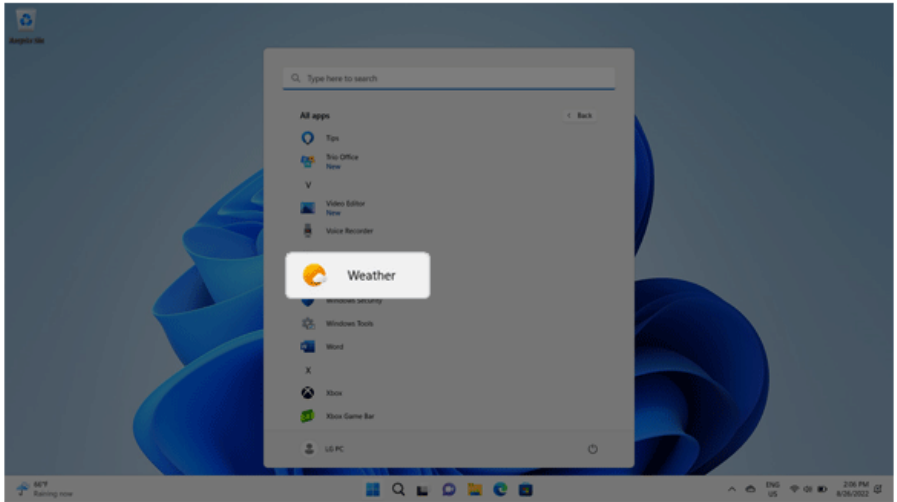 Type here to search
All apps
Back
Tips
Trio Office
New
V
Video Editor
New
Voice Recorder
Weather
Windows Security
Windows Tools
Word
X
Xbox
Xbox Game Bar
LG PC
66°F
Raining now
ENG
US
2:06 PM
8/26/2022